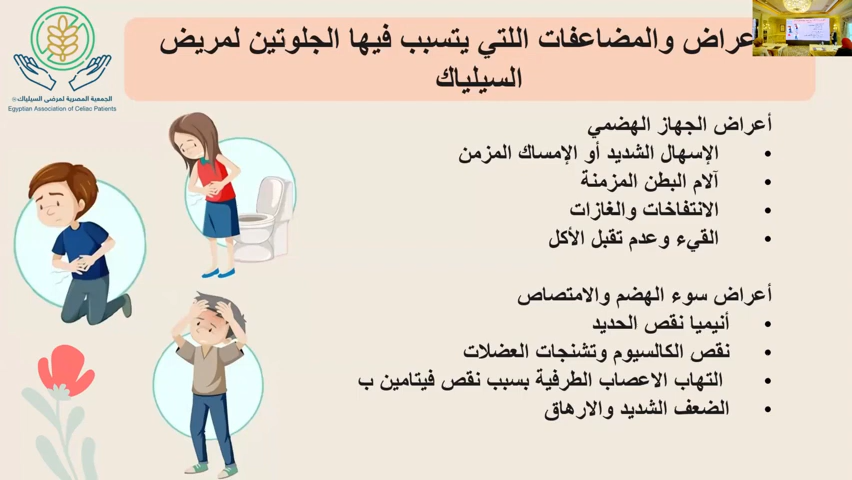 عراض والمضاعفات اللتي يتسبب فيها الجلوتين لمريض
السيلياك
الجمعية المصرية لمرضى السيلياك
Egyptian Association of Celiac Patients
أعراض الجهاز الهضمي
• الإسهال الشديد أو الإمساك المزمن
• آلام البطن المزمنة
• الانتفاخات والغازات
• القيء وعدم تقبل الأكل
أعراض سوء الهضم والامتصاص
• أنيميا نقص الحديد
• نقص الكالسيوم وتشنجات العضلات
• التهاب الاعصاب الطرفية بسبب نقص فيتامين ب
• الضعف الشديد والارهاق